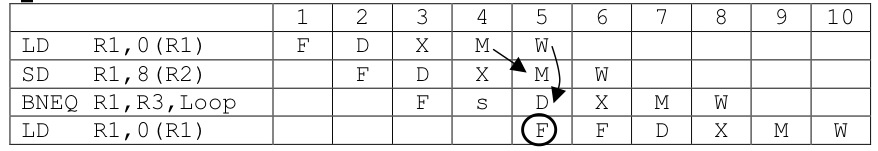 1 2 3 4 5 6 7 8 9 10
LD R1,0(R1) F D X M W
SD R1,8(R2) F D X M W
BNEQ R1,R3,Loop F s D X M W
LD R1,0(R1) F F D X M W